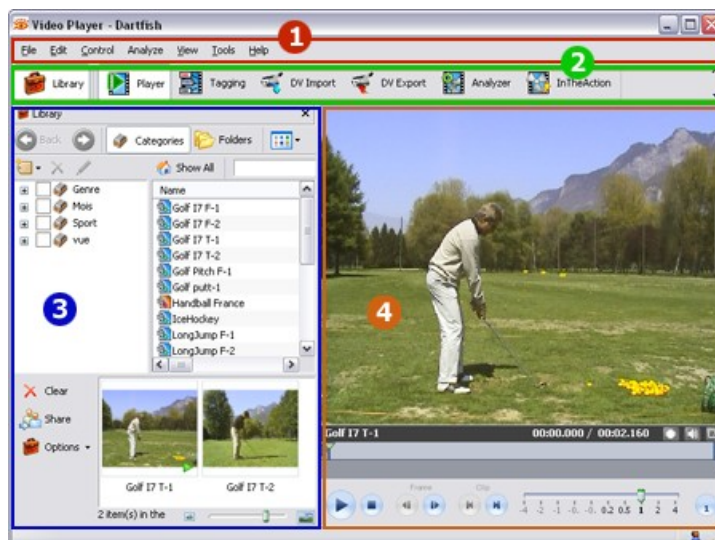 Video Player - Dartfish
1
File Edit Control Analyze View Tools Help
2
Library Player Tagging DV Import DV Export Analyzer InTheAction
Library
Back Categories Folders
Show All
Genre
Mois
Sport
vue
Name
Golf I7 F-1
Golf I7 F-2
Golf I7 T-1
Golf I7 T-2
Golf Pitch F-1
Golf putt-1
Handball France
IceHockey
LongJump F-1
LongJump F-2
3
4
Clear
Share
Options
Golf I7 T-1 Golf I7 T-2
2 item(s) in the
Golf I7 T-1 00:00.000 / 00:02.160
Frame Clip
-4 -2 -1 -0. -0. 0.2 0.5 1 2 4
1